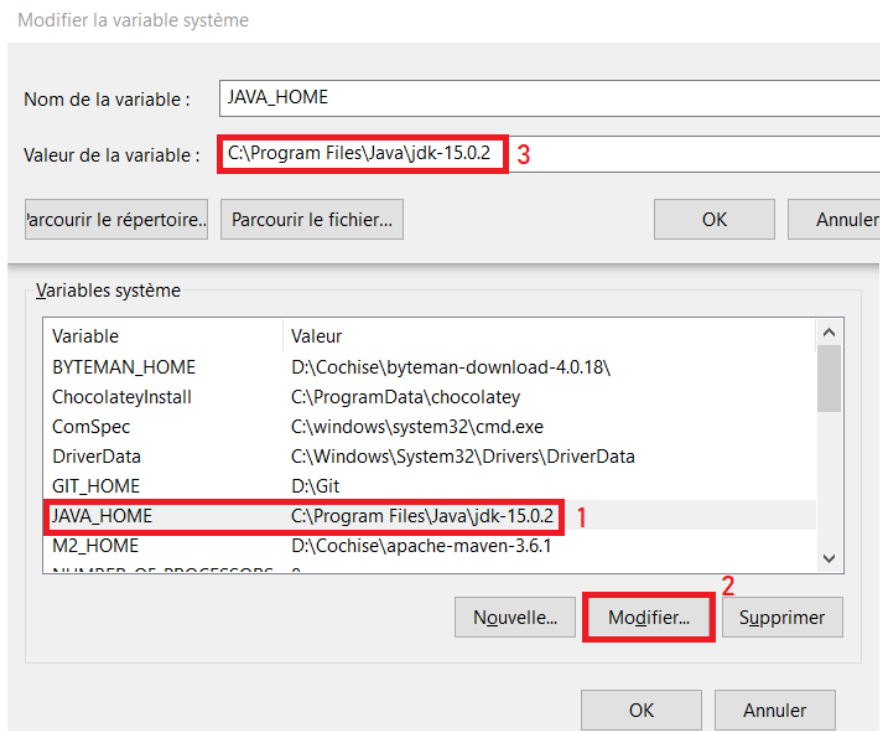 Modifier la variable système
Nom de la variable : JAVA_HOME
Valeur de la variable : C:\Program Files\Java\jdk-15.0.2 3
Parcourir le répertoire.. Parcourir le fichier... OK Annuler
Variables système
Variable Valeur
BYTEMAN_HOME D:\Cochise\byteman-download-4.0.18\
ChocolateyInstall C:\ProgramData\chocolatey
ComSpec C:\windows\system32\cmd.exe
DriverData C:\Windows\System32\Drivers\DriverData
GIT_HOME D:\Git
JAVA_HOME C:\Program Files\Java\jdk-15.0.2 1
M2_HOME D:\Cochise\apache-maven-3.6.1
NUMBER_OF_PROCESSORS
2
Nouvelle... Modifier... Supprimer
OK Annuler